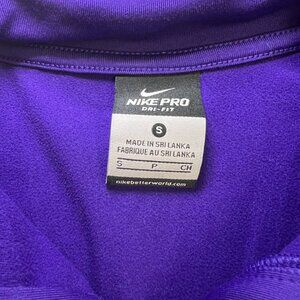 NIKE PRO
DRI-FIT
S
MADE IN SRI LANKA
FABRIQUE AU SRI LANKA
S P CH
nikebetterworld.com